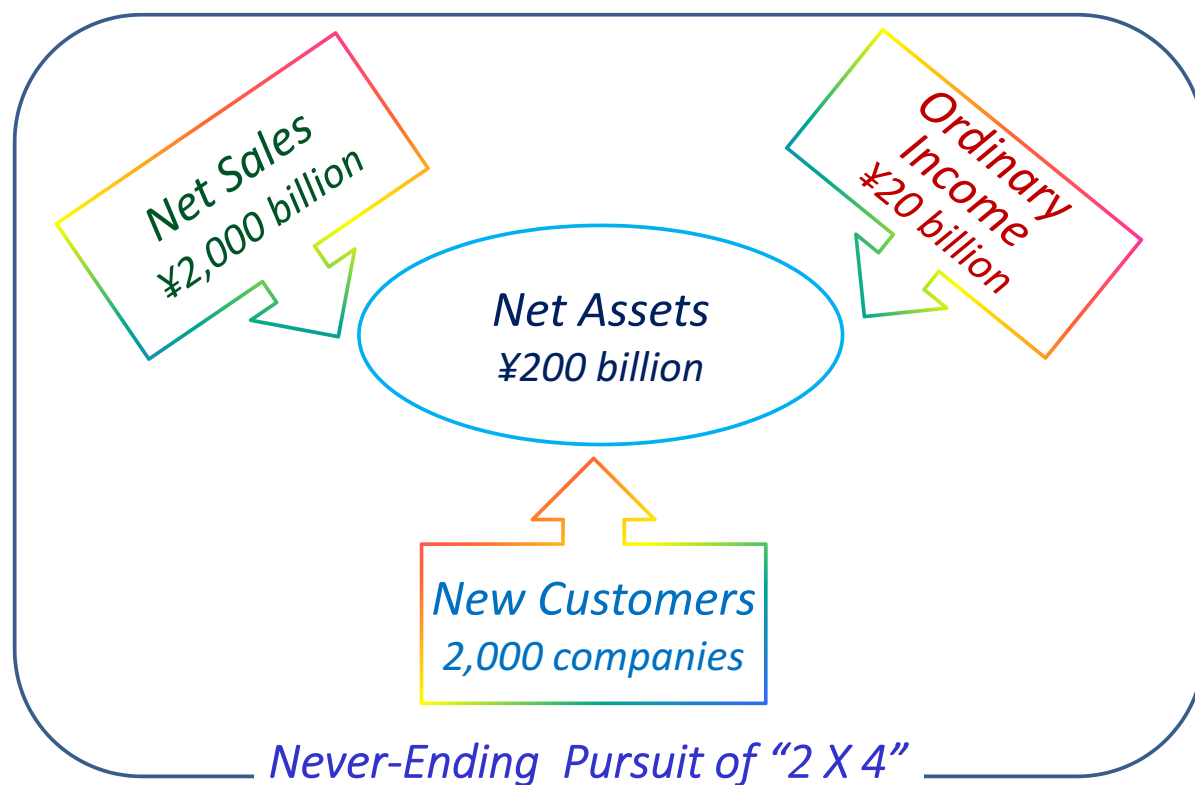 Net Sales
¥2,000 billion
Ordinary
Income
¥20 billion
Net Assets
¥200 billion
New Customers
2,000 companies
Never-Ending Pursuit of “2 X 4”